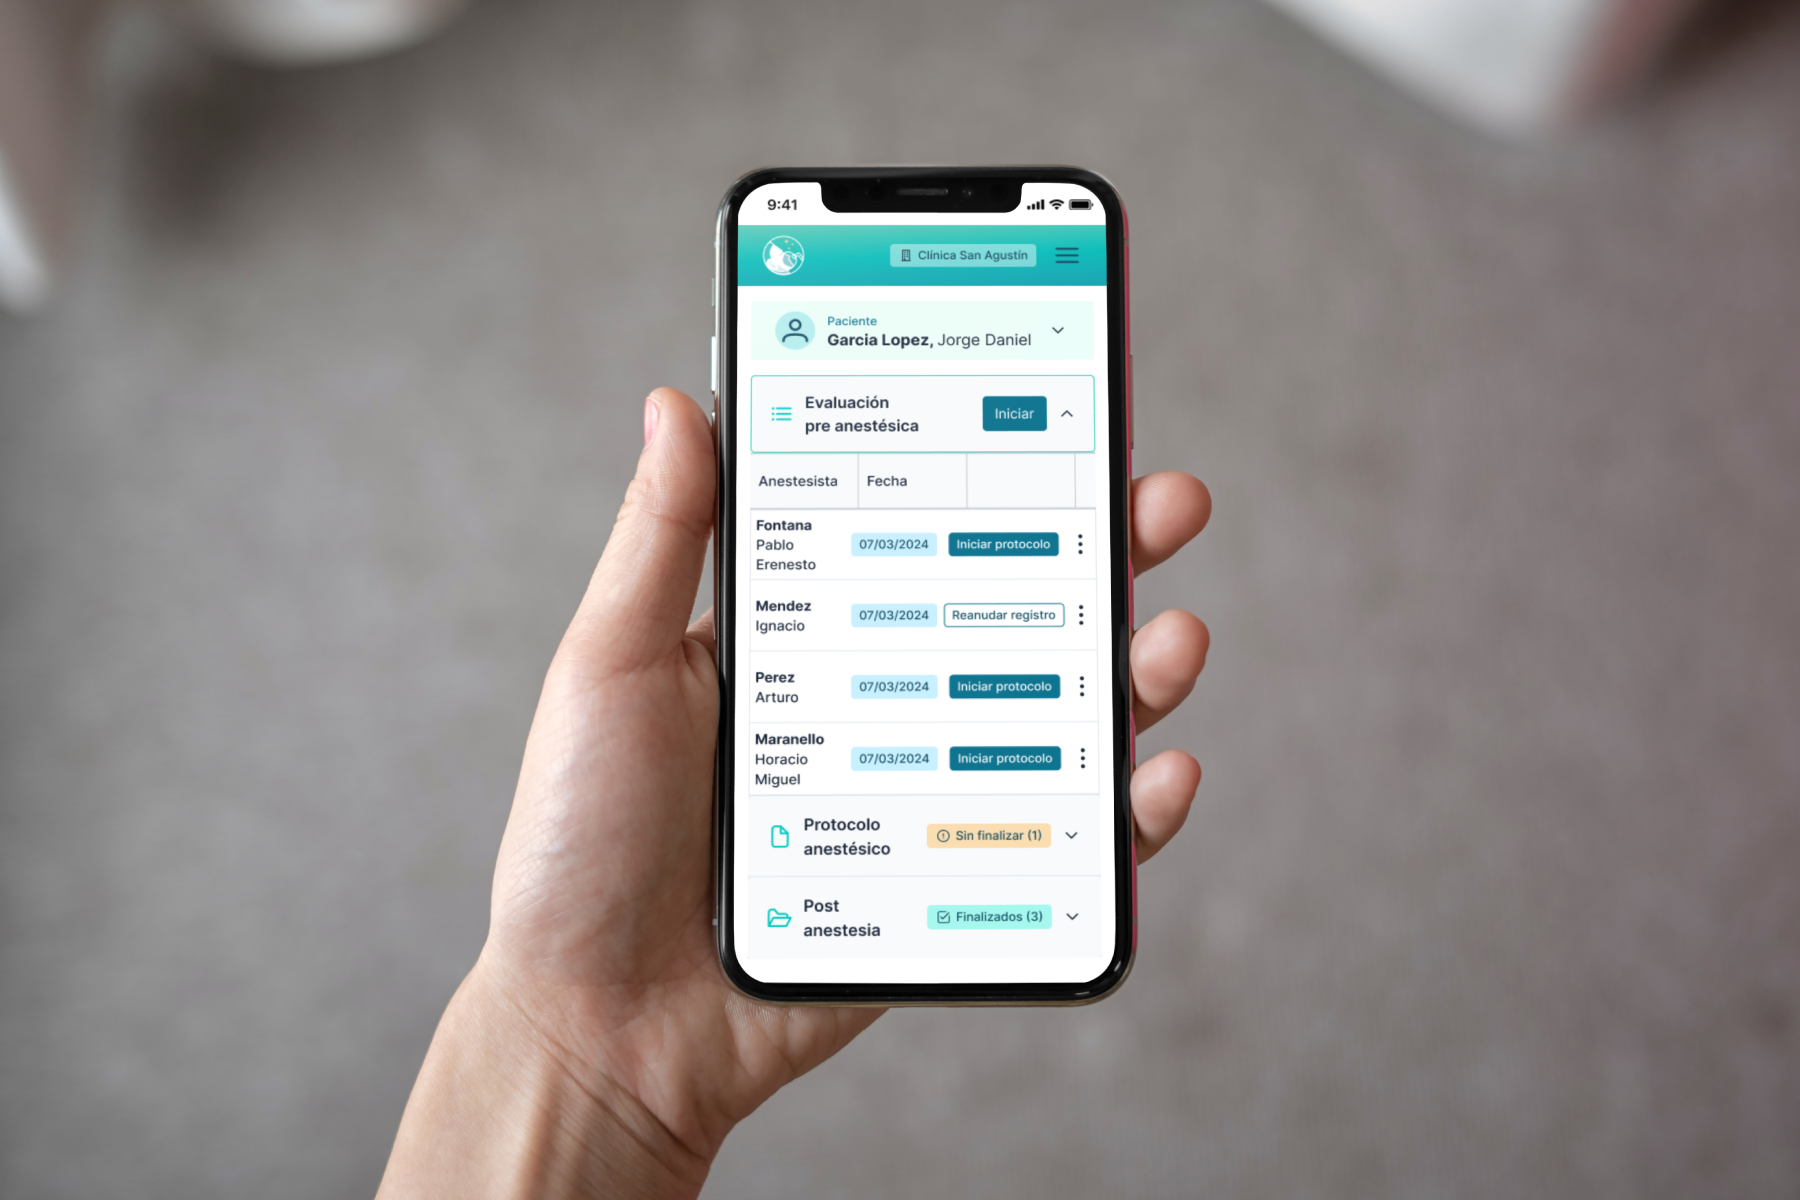 9:41
Clínica San Agustín
Paciente
Garcia Lopez, Jorge Daniel
Evaluación
pre anestésica
Iniciar
Anestesista
Fecha
Fontana
Pablo
Erenesto
07/03/2024
Iniciar protocolo
Mendez
Ignacio
07/03/2024
Reanudar registro
Perez
Arturo
07/03/2024
Iniciar protocolo
Maranello
Horacio
Miguel
07/03/2024
Iniciar protocolo
Protocolo
anestésico
Sin finalizar (1)
Post
anestesia
Finalizados (3)